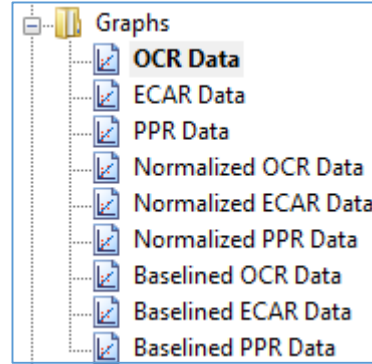 Graphs
OCR Data
ECAR Data
PPR Data
Normalized OCR Data
Normalized ECAR Data
Normalized PPR Data
Baselined OCR Data
Baselined ECAR Data
Baselined PPR Data